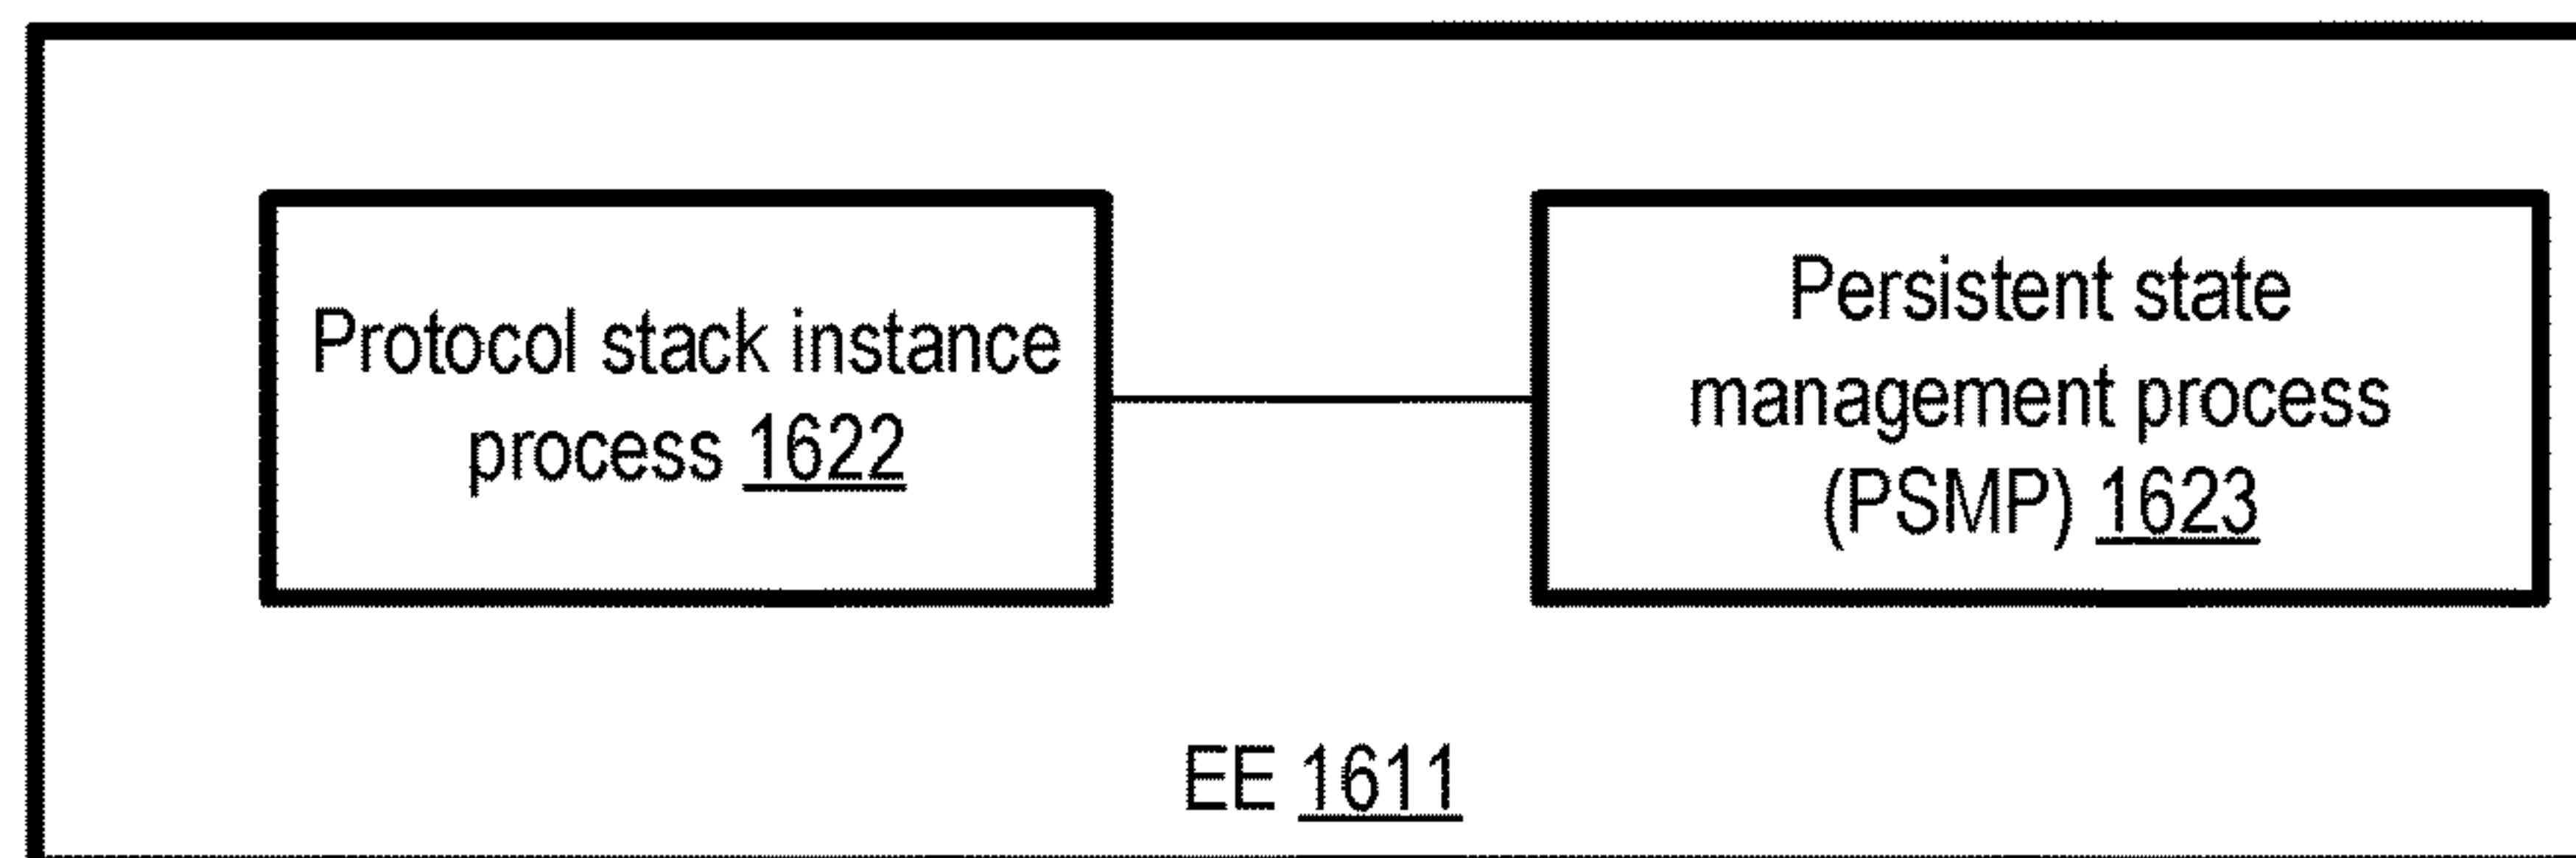 Protocol stack instance
process 1622
Persistent state
management process
(PSMP) 1623
EE 1611